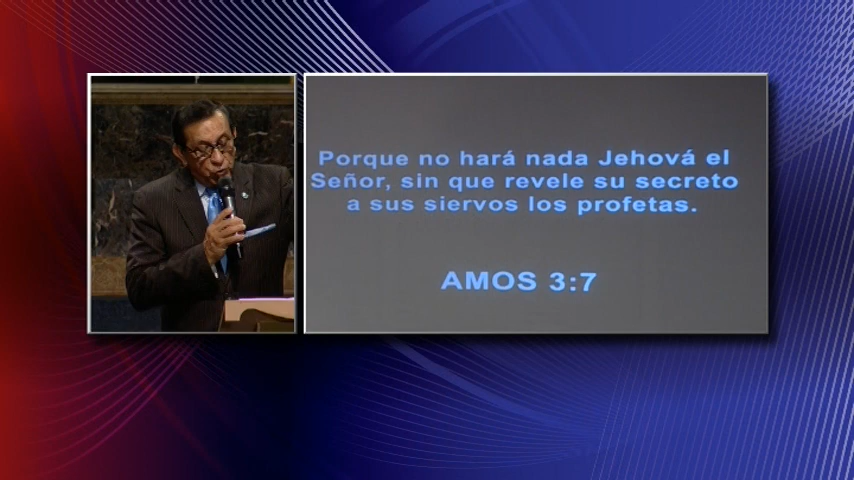 Porque no hará nada Jehová el
Señor, sin que revele su secreto
a sus siervos los profetas.
AMOS 3:7